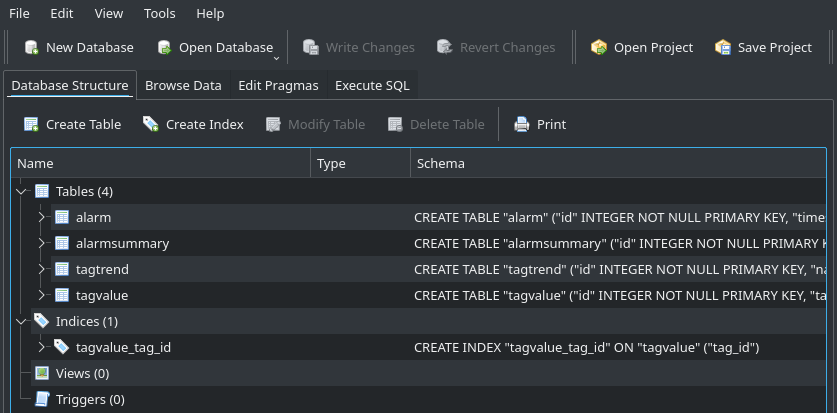 File Edit View Tools Help
New Database Open Database Write Changes Revert Changes Open Project Save Project
Database Structure Browse Data Edit Pragmas Execute SQL
Create Table Create Index Modify Table Delete Table Print
Name Type Schema
Tables (4)
alarm CREATE TABLE "alarm" ("id" INTEGER NOT NULL PRIMARY KEY, "time
alarmsummary CREATE TABLE "alarmsummary" ("id" INTEGER NOT NULL PRIMARY K
tagtrend CREATE TABLE "tagtrend" ("id" INTEGER NOT NULL PRIMARY KEY, "na
tagvalue CREATE TABLE "tagvalue" ("id" INTEGER NOT NULL PRIMARY KEY, "ta
Indices (1)
tagvalue_tag_id CREATE INDEX "tagvalue_tag_id" ON "tagvalue" ("tag_id")
Views (0)
Triggers (0)